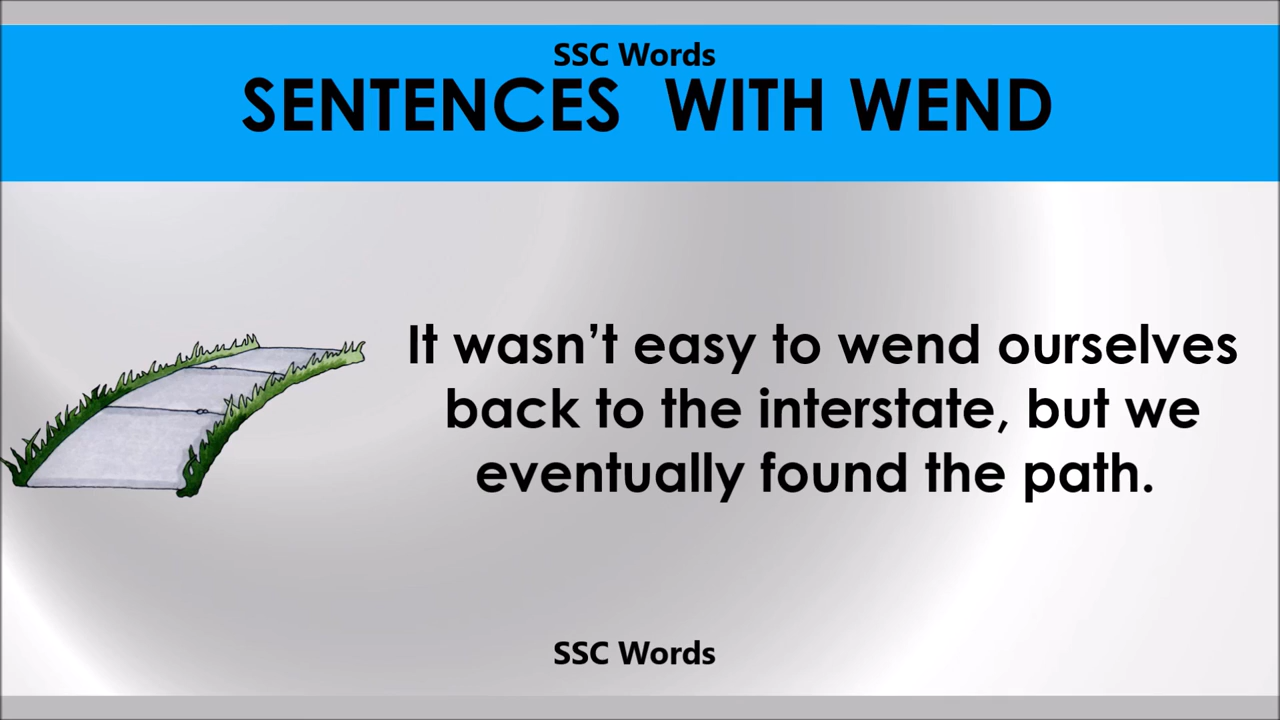 SSC Words
SENTENCES WITH WEND
It wasn’t easy to wend ourselves
back to the interstate, but we
eventually found the path.
SSC Words